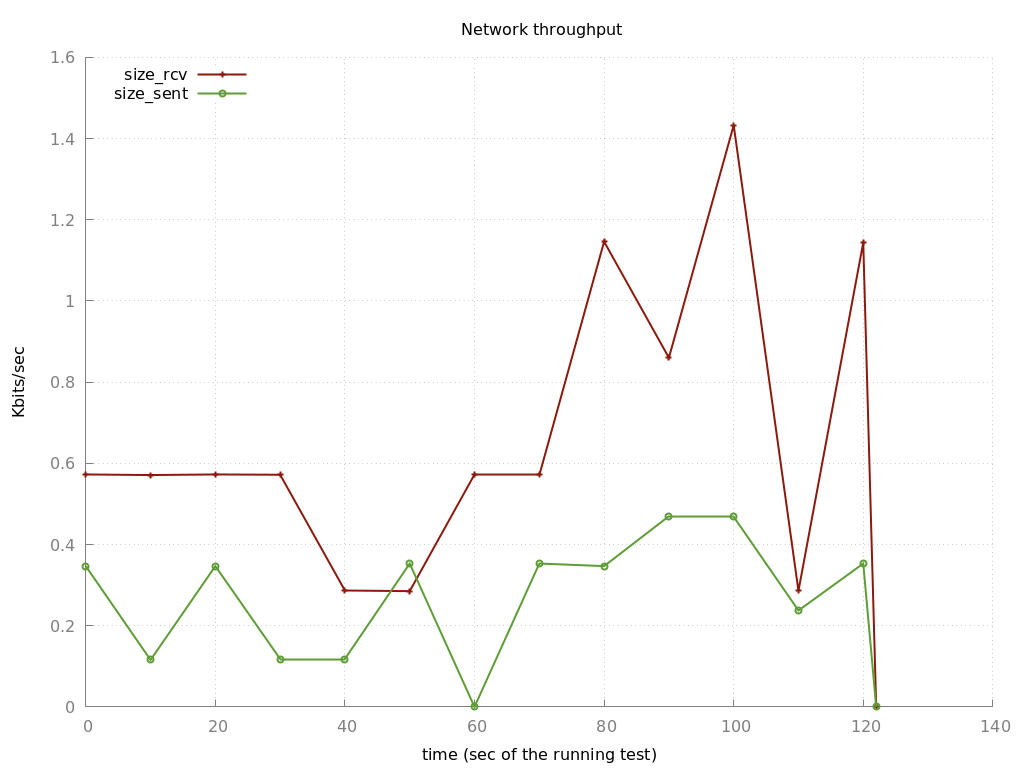 Network throughput
size_rcv
size_sent
1.6
1.4
1.2
1
0.8
0.6
0.4
0.2
0
Kbits/sec
0 20 40 60 80 100 120 140
time (sec of the running test)